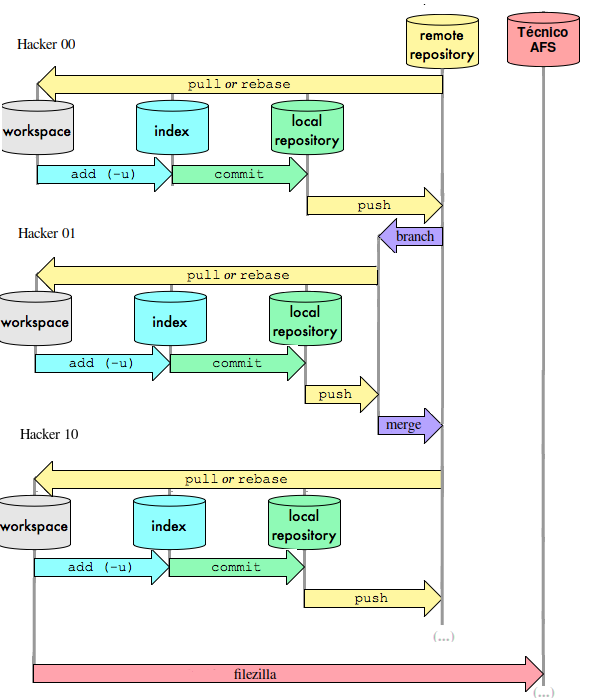 Hacker 00
remote
repository
Técnico
AFS
pull or rebase
workspace
index
local
repository
add (-u)
commit
push
branch
Hacker 01
pull or rebase
workspace
index
local
repository
add (-u)
commit
push
merge
Hacker 10
pull or rebase
workspace
index
local
repository
add (-u)
commit
push
(...)
filezilla
(...)